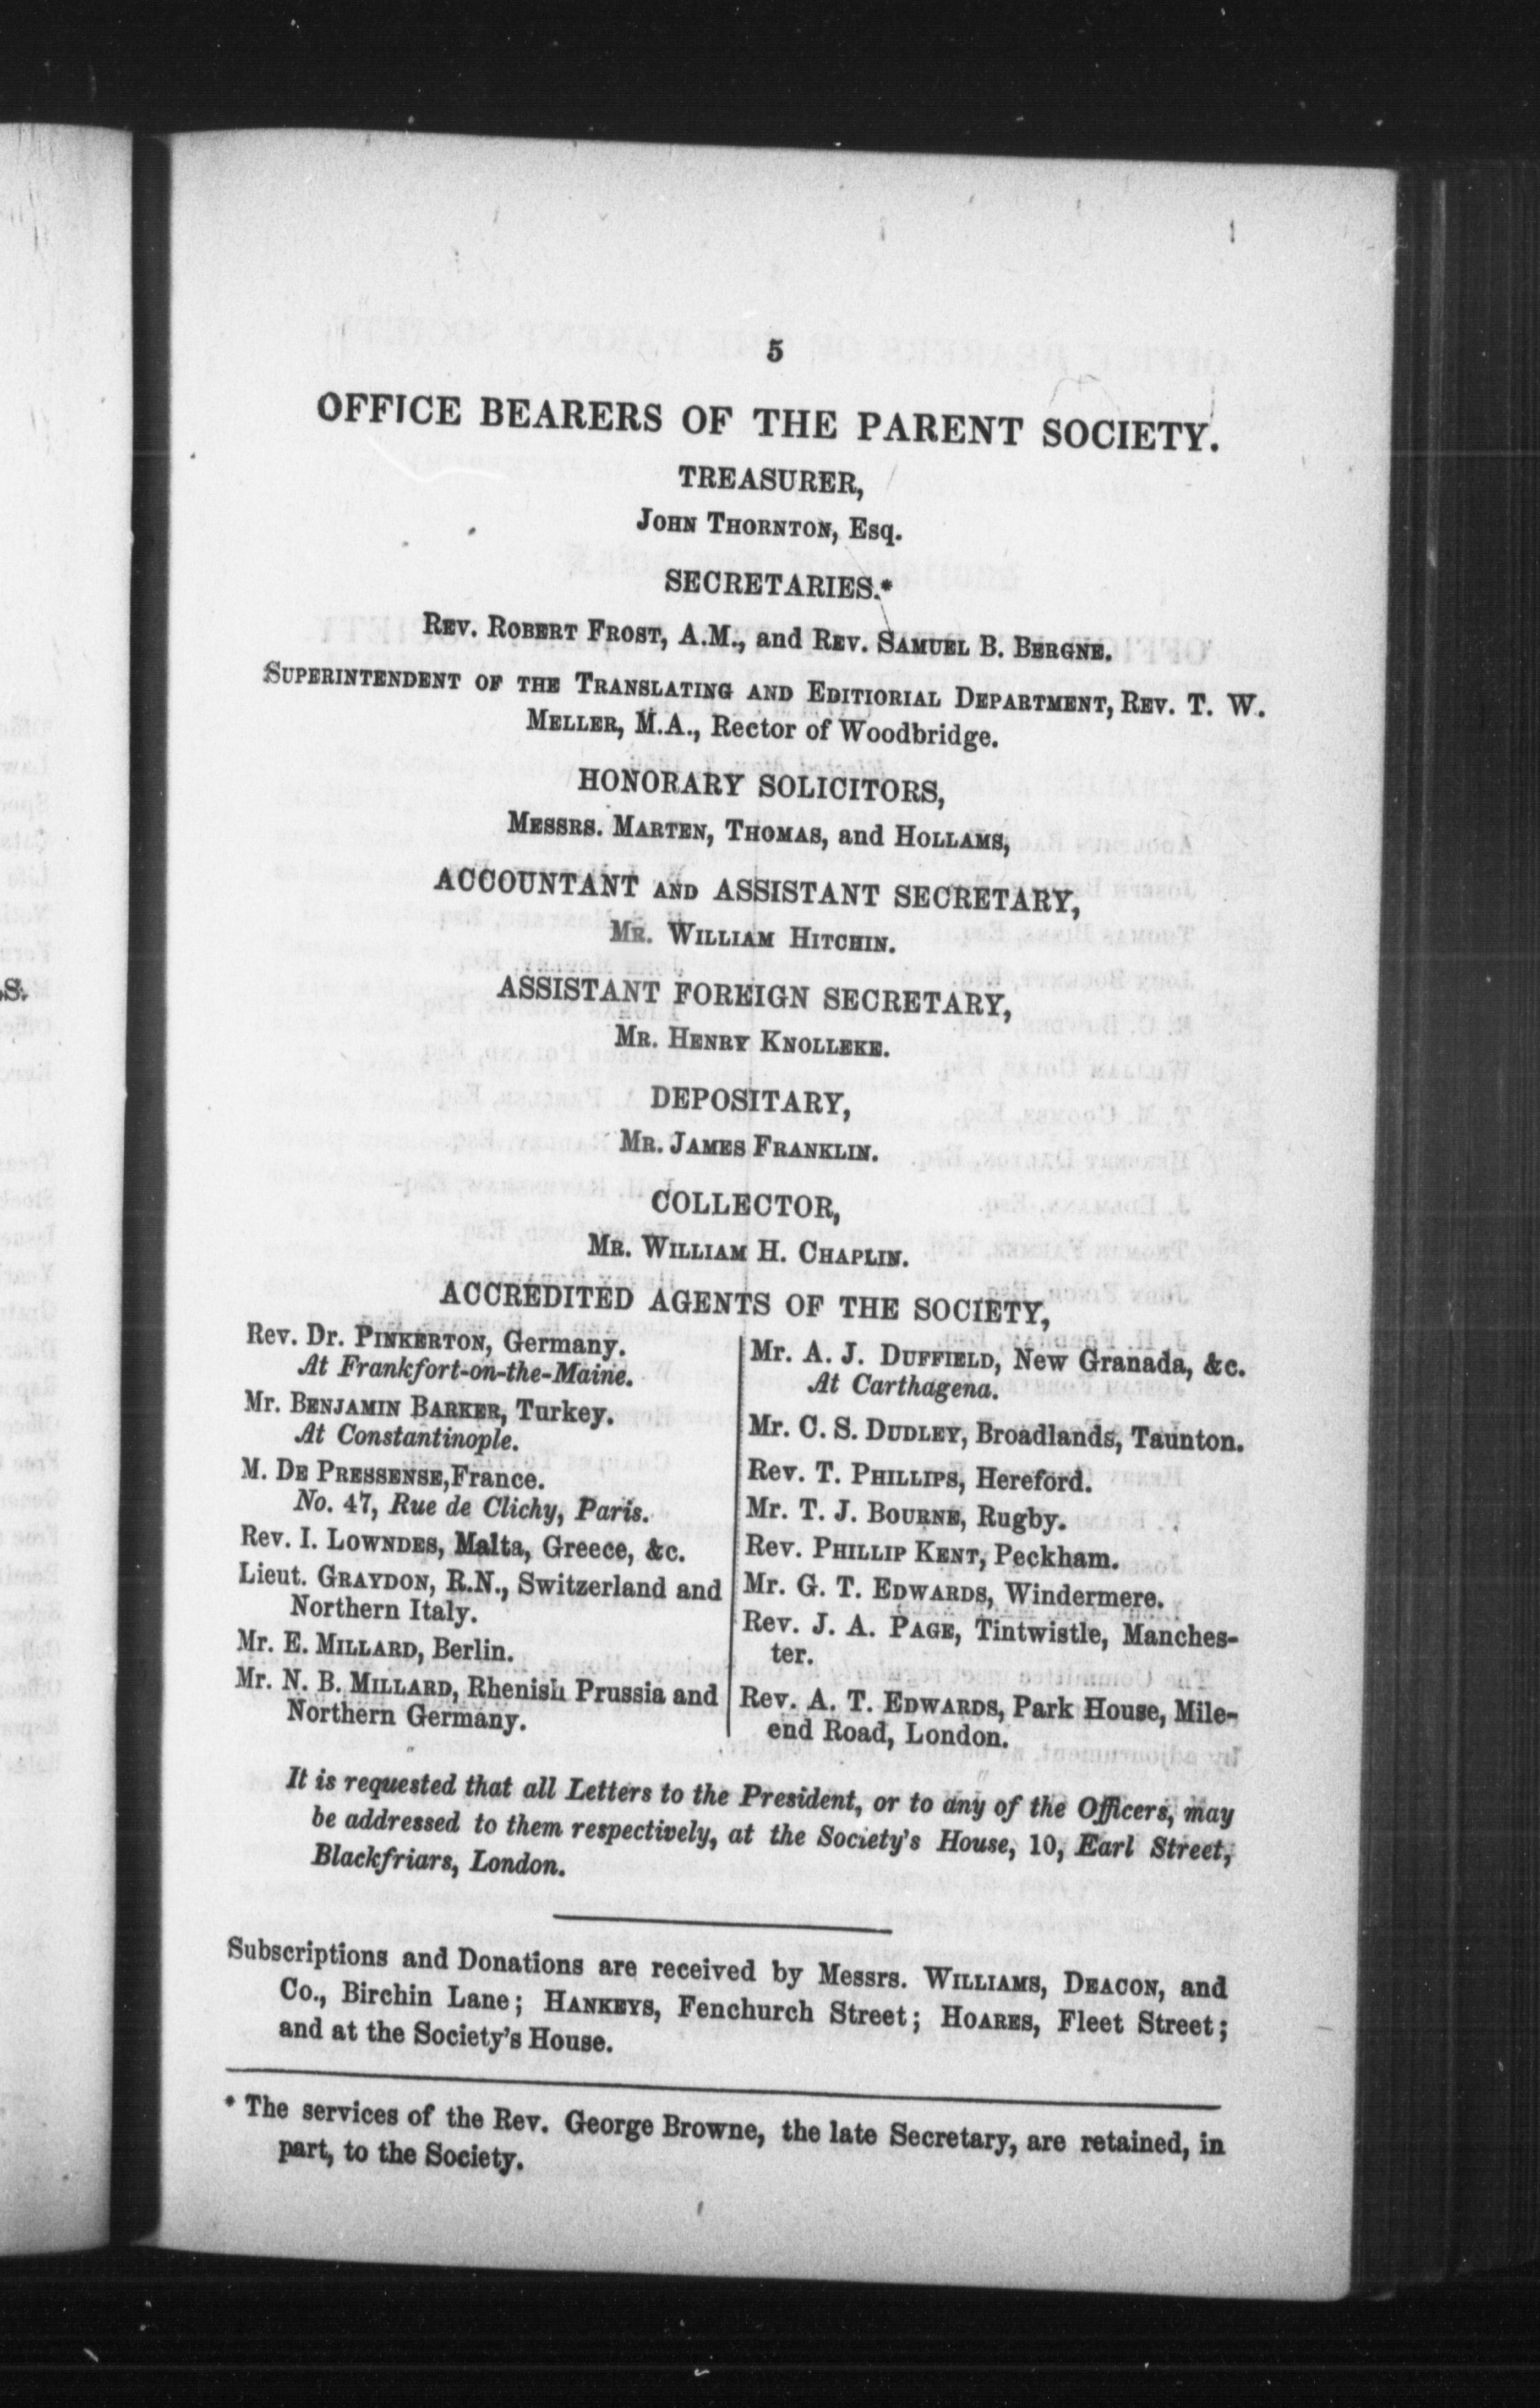 5
OFFICE BEARERS OF THE PARENT SOCIETY.
TREASURER,
JOHN THORNTON, Esq.
SECRETARIES.*
REV. ROBERT FROST, A.M., and REV. SAMUEL B. BERGNE.
SUPERINTENDENT OF THE TRANSLATING AND EDITIORIAL DEPARTMENT, REV. T. W.
MELLER, M.A., Rector of Woodbridge.
HONORARY SOLICITORS,
MESSRS. MARTEN, THOMAS, and HOLLAMS,
ACCOUNTANT AND ASSISTANT SECRETARY,
MR. WILLIAM HITCHIN.
ASSISTANT FOREIGN SECRETARY,
MR. HENRY KNOLLEKE.
DEPOSITARY,
MR. JAMES FRANKLIN.
COLLECTOR,
MR. WILLIAM H. CHAPLIN.
ACCREDITED AGENTS OF THE SOCIETY,
Rev. Dr. PINKERTON, Germany.
At Frankfort-on-the-Maine.
Mr. BENJAMIN BARKER, Turkey.
At Constantinople.
M. DE PRESSENSE,France.
No. 47, Rue de Clichy, Paris.
Rev. I. LOWNDES, Malta, Greece, &c.
Lieut. GRAYDON, R.N., Switzerland and
Northern Italy.
Mr. E. MILLARD, Berlin.
Mr. N. B. MILLARD, Rhenish Prussia and
Northern Germany.
Mr. A. J. DUFFIELD, New Granada, &c.
At Carthagena.
Mr. C. S. DUDLEY, Broadlands, Taunton.
Rev. T. PHILLIPS, Hereford.
Mr. T. J. BOURNE, Rugby.
Rev. PHILLIP KENT, Peckham.
Mr. G. T. EDWARDS, Windermere.
Rev. J. A. PAGE, Tintwistle, Manches-
ter.
Rev. A. T. EDWARDS, Park House, Mile-
end Road, London.
It is requested that all Letters to the President, or to any of the Officers, may
be addressed to them respectively, at the Society's House, 10, Earl Street,
Blackfriars, London.
Subscriptions and Donations are received by Messrs. WILLIAMS, DEACON, and
Co., Birchin Lane; HANKEYS, Fenchurch Street; HOARES, Fleet Street;
and at the Society's House.
* The services of the Rev. George Browne, the late Secretary, are retained, in
part, to the Society.